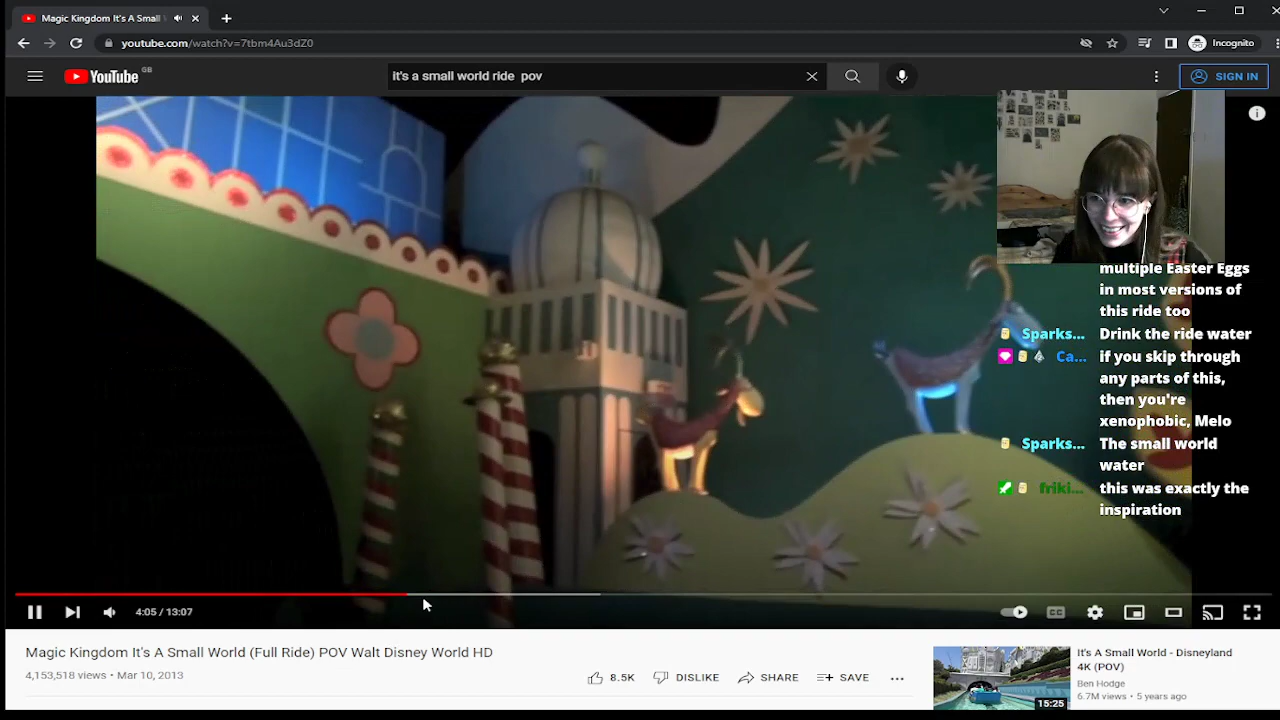 Magic Kingdom It's A Small
youtube.com/watch?v=7tbm4Au3dZ0
Incognito
YouTube GB
it's a small world ride pov
SIGN IN
multiple Easter Eggs
in most versions of
this ride too
Sparks... Drink the ride water
Ca... if you skip through
any parts of this,
then you're
xenophobic, Melo
Sparks... The small world
water
friki... this was exactly the
inspiration
4:05 / 13:07
CC
Magic Kingdom It's A Small World (Full Ride) POV Walt Disney World HD
4,153,518 views • Mar 10, 2013
8.5K
DISLIKE
SHARE
SAVE
It's A Small World - Disneyland
4K (POV)
Ben Hodge
6.7M views • 5 years ago
15:25